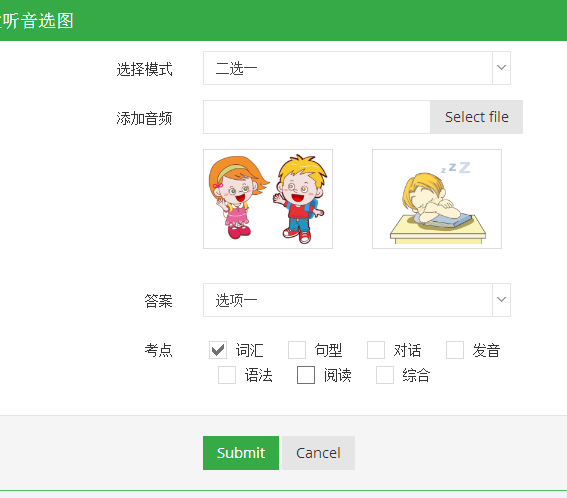 听音选图
选择模式 二选一
添加音频 Select file
z z Z
答案 选项一
考点 词汇 句型 对话 发音
语法 阅读 综合
Submit Cancel